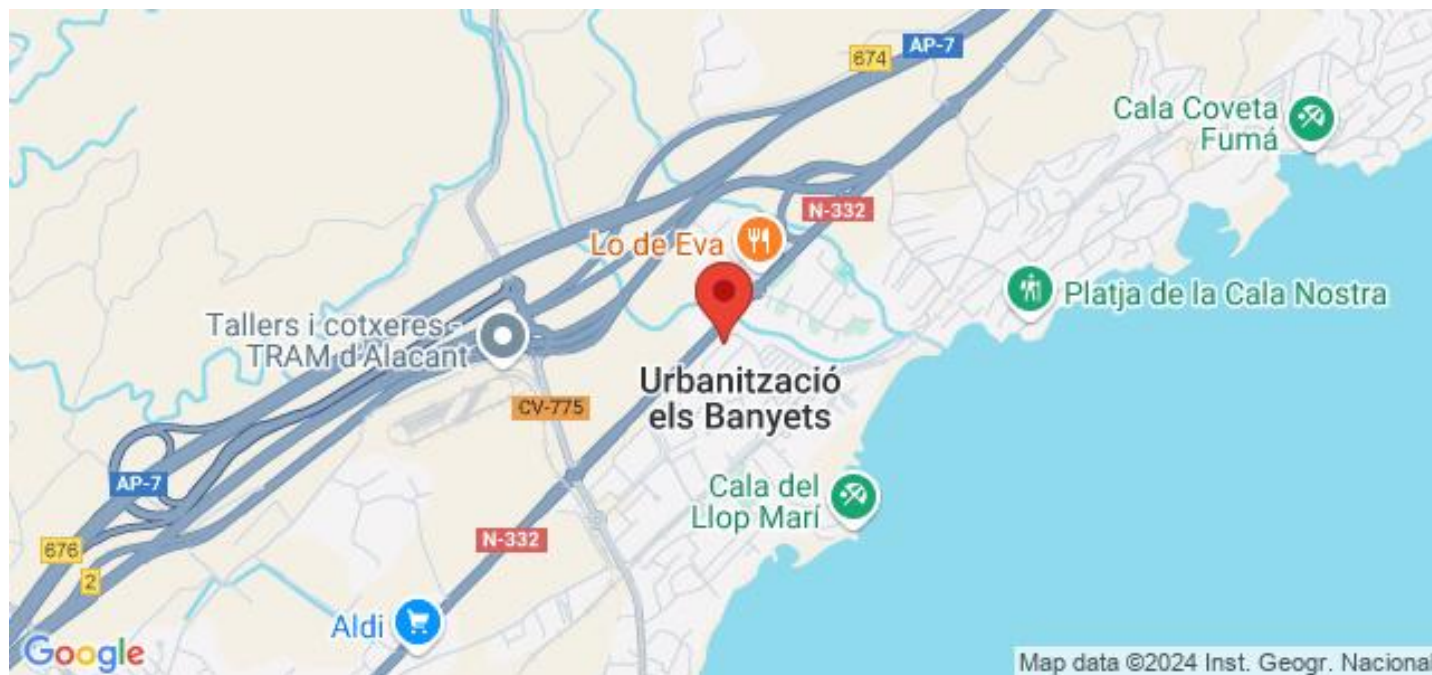 AP-7
674
Cala Coveta
Fumá
N-332
Lo de Eva
Platja de la Cala Nostra
Tallers i cotxeres -
TRAM d'Alacant
Urbanització
els Banyets
CV-775
AP-7
Cala del
Llop Marí
N-332
676
2
Aldi
Google
Map data ©2024 Inst. Geogr. Nacional